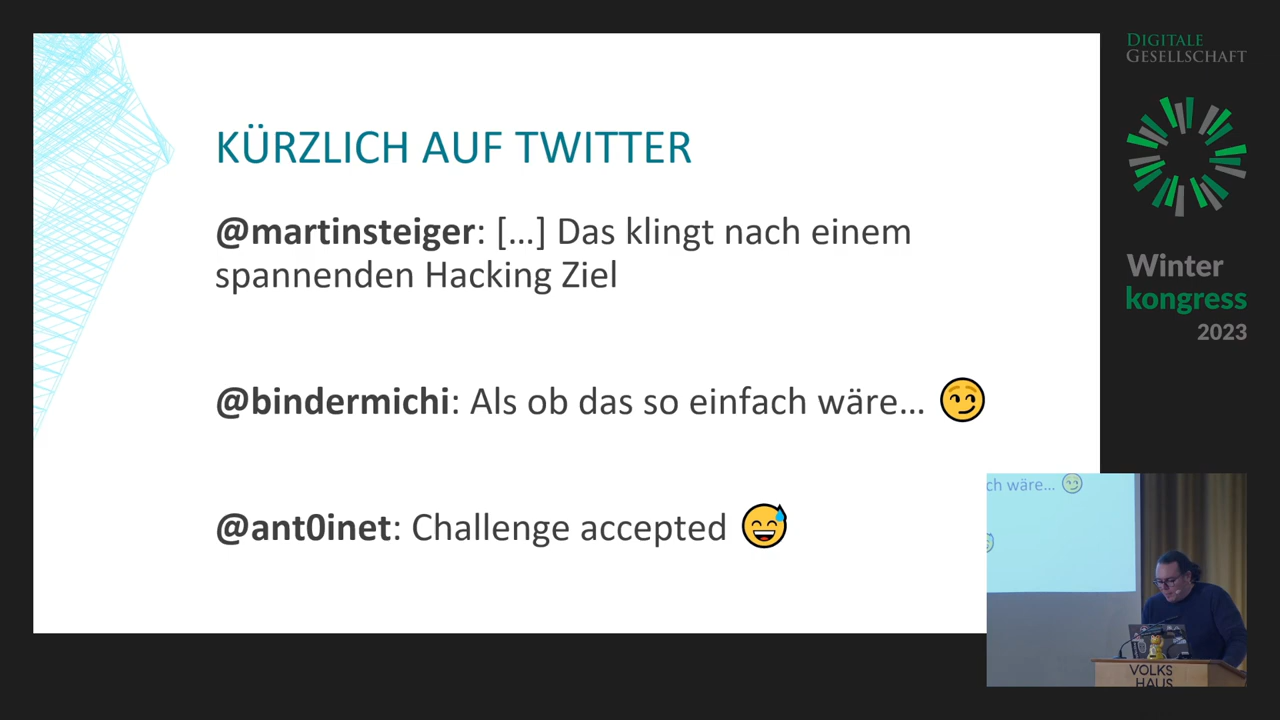 KÜRZLICH AUF TWITTER
@martinsteiger: […] Das klingt nach einem
spannenden Hacking Ziel
@bindermichi: Als ob das so einfach wäre… 😏
@ant0inet: Challenge accepted 😅
DIGITALE
GESELLSCHAFT
Winter
kongress
2023
ch wäre… 😏
VOLKS
HAUS